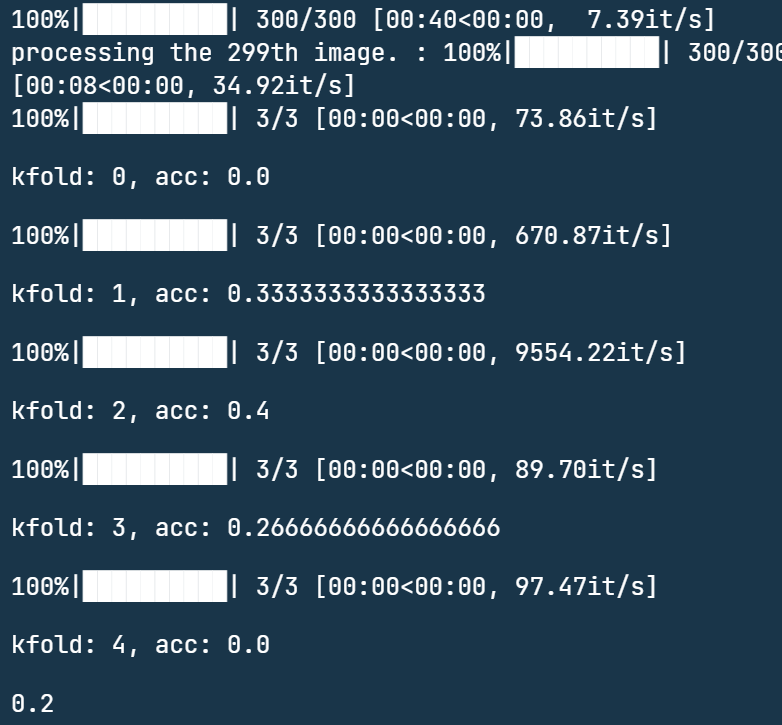 100%|██████████| 300/300 [00:40<00:00,  7.39it/s]
processing the 299th image. : 100%|██████████| 300/300
[00:08<00:00, 34.92it/s]
100%|██████████| 3/3 [00:00<00:00, 73.86it/s]
kfold: 0, acc: 0.0
100%|██████████| 3/3 [00:00<00:00, 670.87it/s]
kfold: 1, acc: 0.3333333333333333
100%|██████████| 3/3 [00:00<00:00, 9554.22it/s]
kfold: 2, acc: 0.4
100%|██████████| 3/3 [00:00<00:00, 89.70it/s]
kfold: 3, acc: 0.26666666666666666
100%|██████████| 3/3 [00:00<00:00, 97.47it/s]
kfold: 4, acc: 0.0
0.2